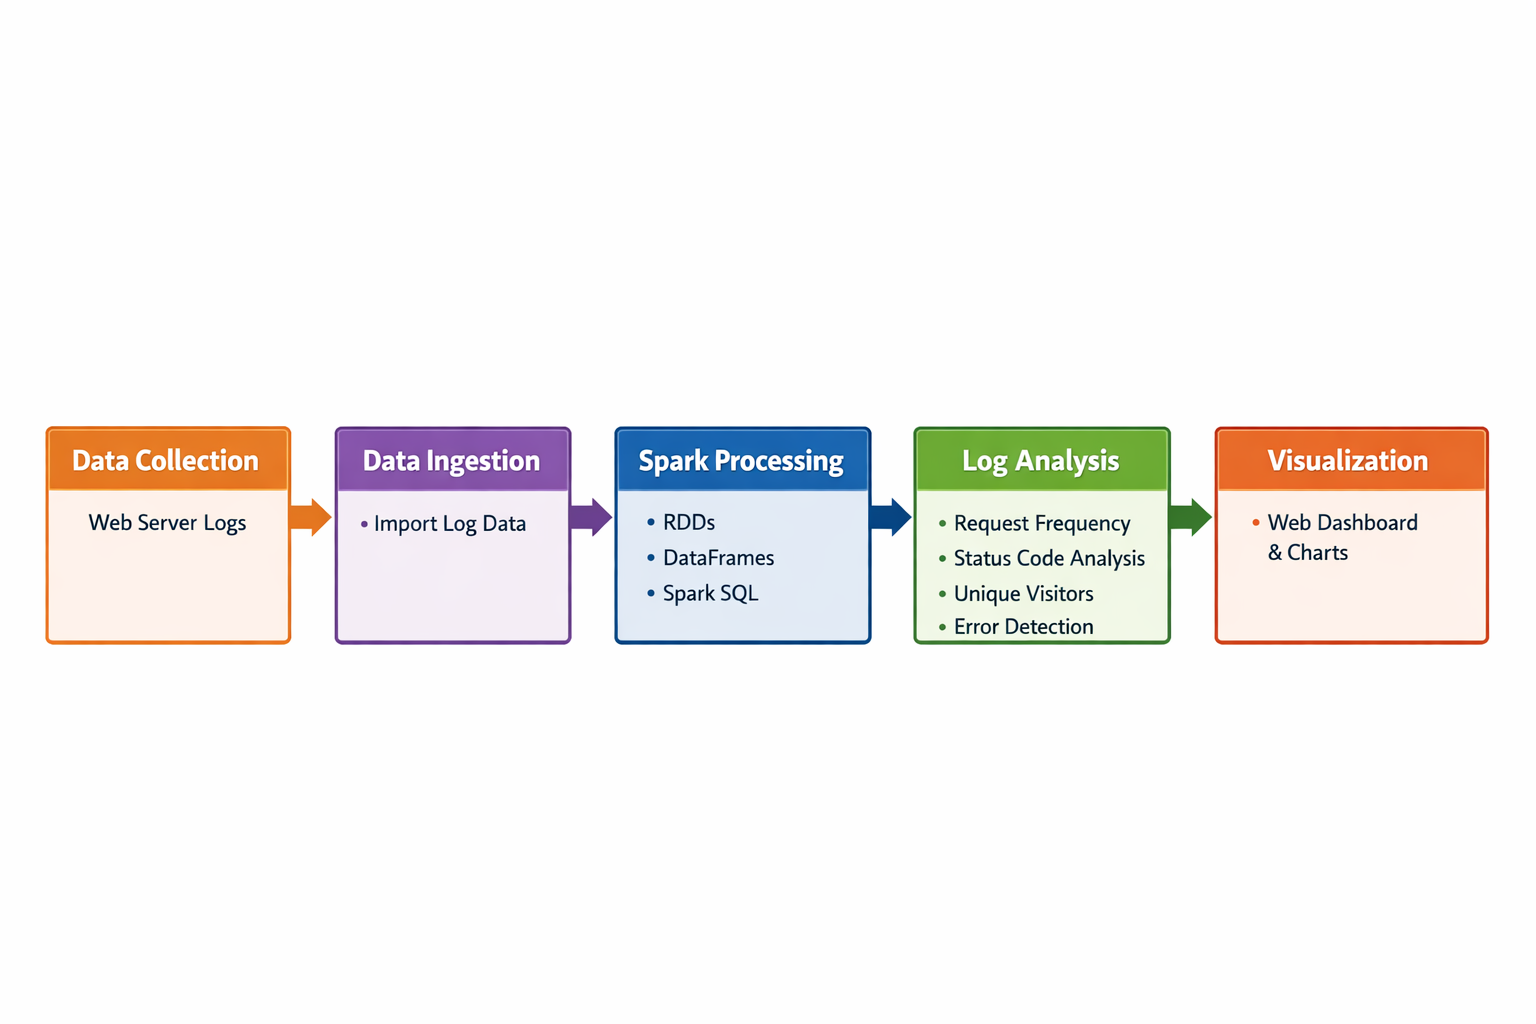 Data Collection
Web Server Logs
Data Ingestion
• Import Log Data
Spark Processing
• RDDs
• DataFrames
• Spark SQL
Log Analysis
• Request Frequency
• Status Code Analysis
• Unique Visitors
• Error Detection
Visualization
• Web Dashboard
& Charts